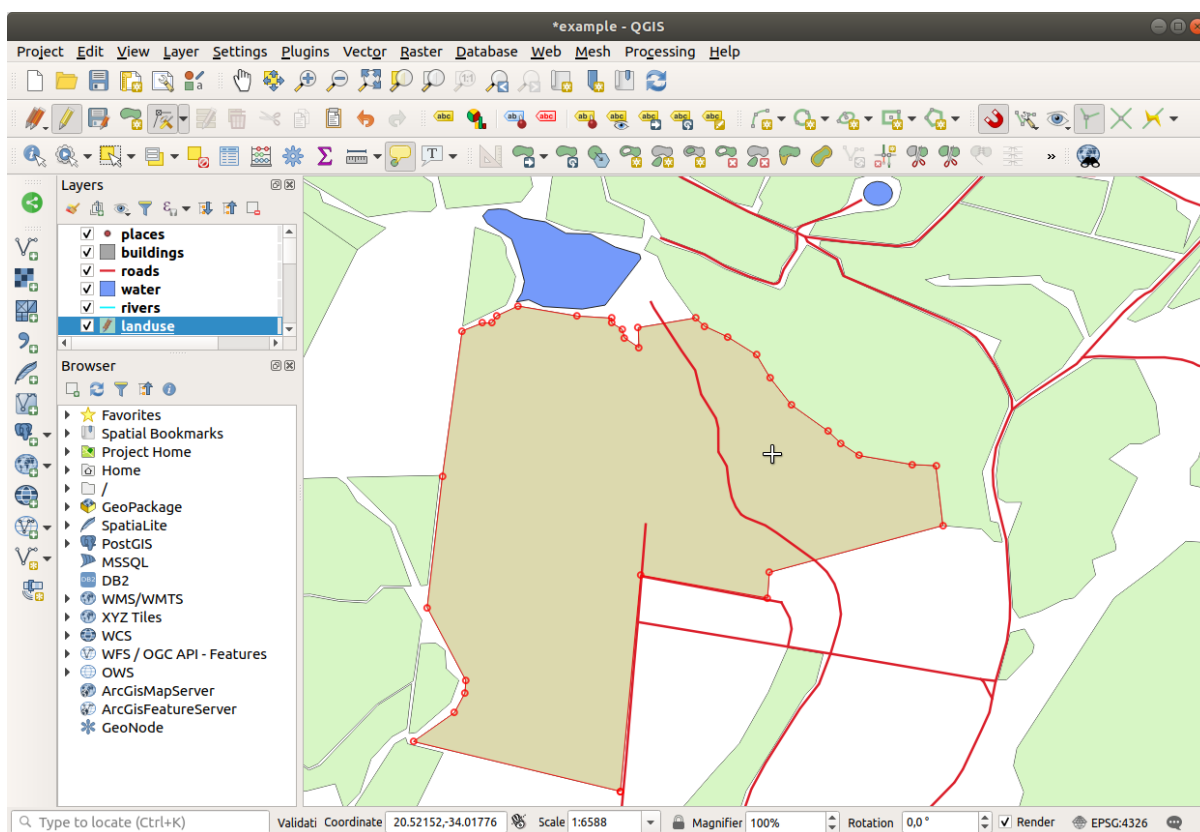 *example - QGIS
Project Edit View Layer Settings Plugins Vector Raster Database Web Mesh Processing Help
Layers
places
buildings
roads
water
rivers
landuse
Browser
Favorites
Spatial Bookmarks
Project Home
Home
/
GeoPackage
SpatiaLite
PostGIS
MSSQL
DB2
WMS/WMTS
XYZ Tiles
WCS
WFS / OGC API - Features
OWS
ArcGisMapServer
ArcGisFeatureServer
GeoNode
Type to locate (Ctrl+K) Validati Coordinate 20.52152,-34.01776 Scale 1:6588 Magnifier 100% Rotation 0,0 ° Render EPSG:4326